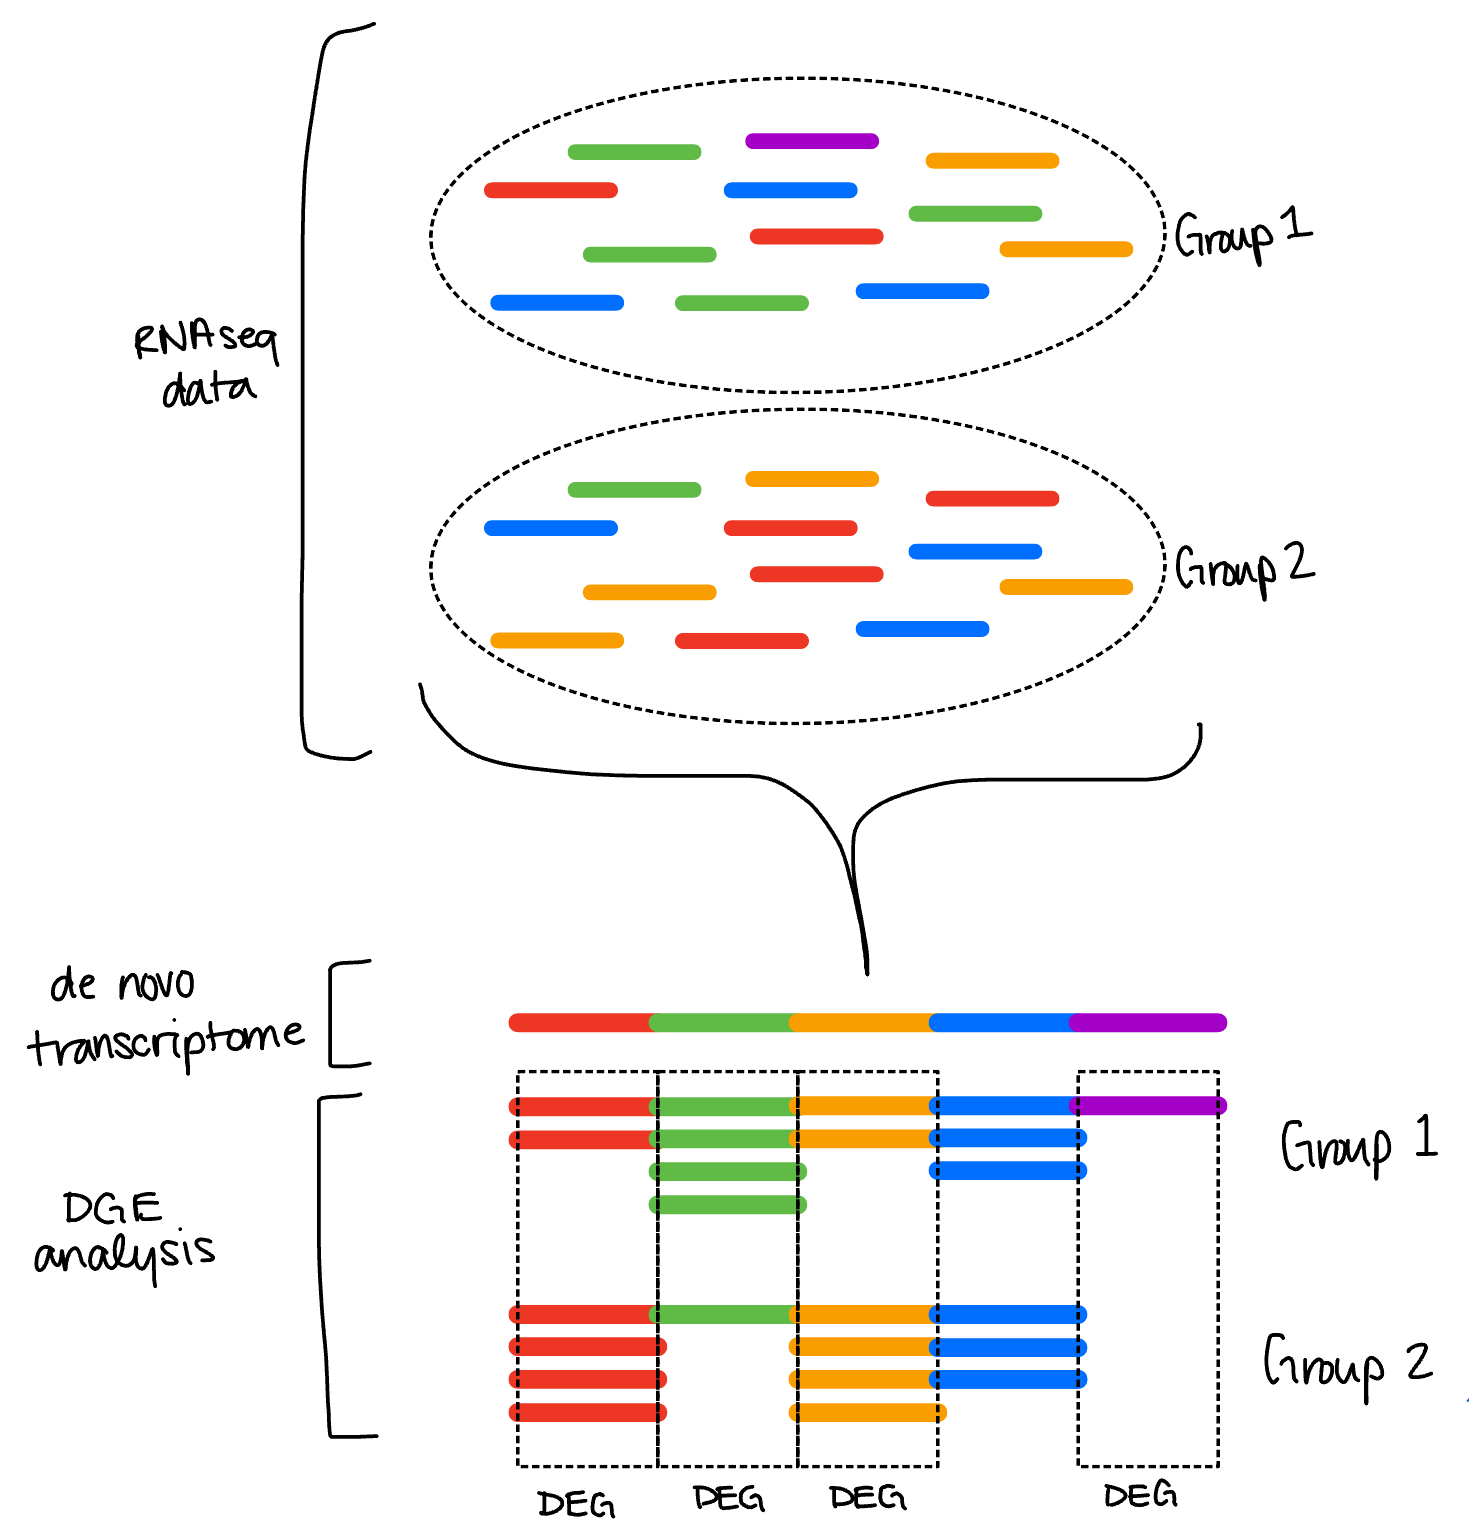 Group 1
RNAseq
data
Group 2
de novo
transcriptome
Group 1
DGE
analysis
Group 2
DEG
DEG
DEG
DEG